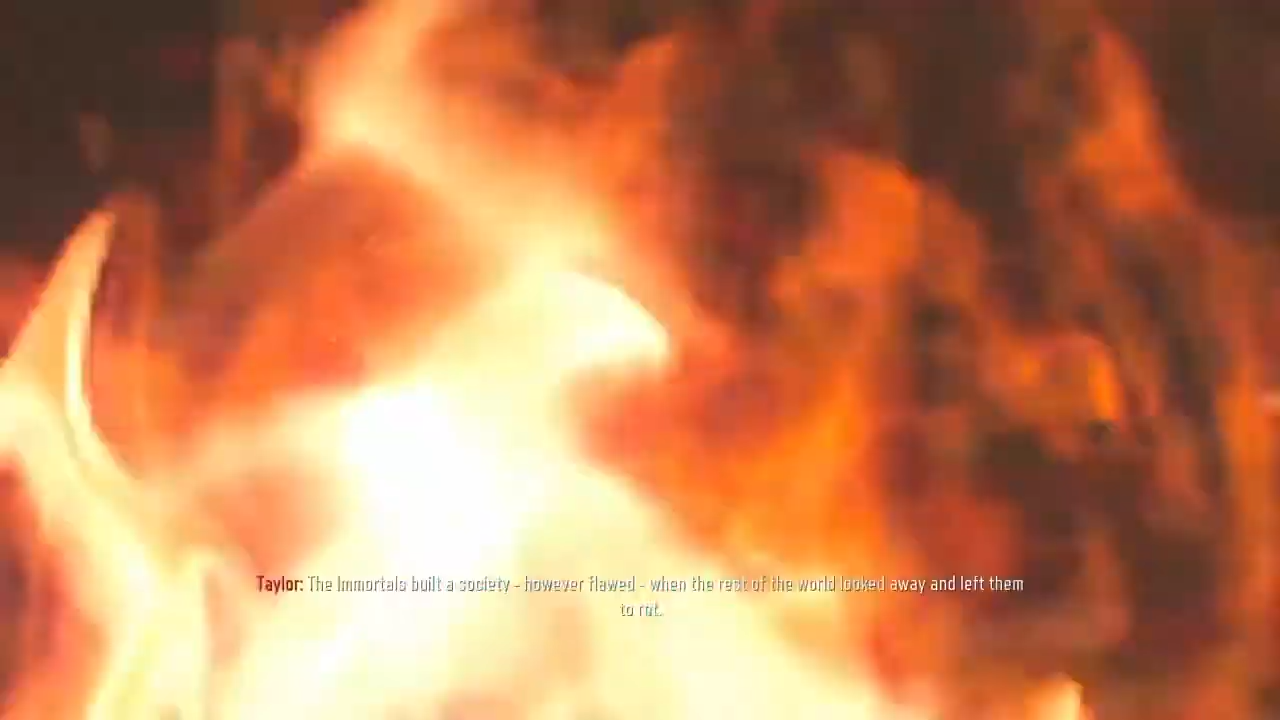 Taylor: The Immortals built a society - however flawed - when the rest of the world looked away and left them
to rot.